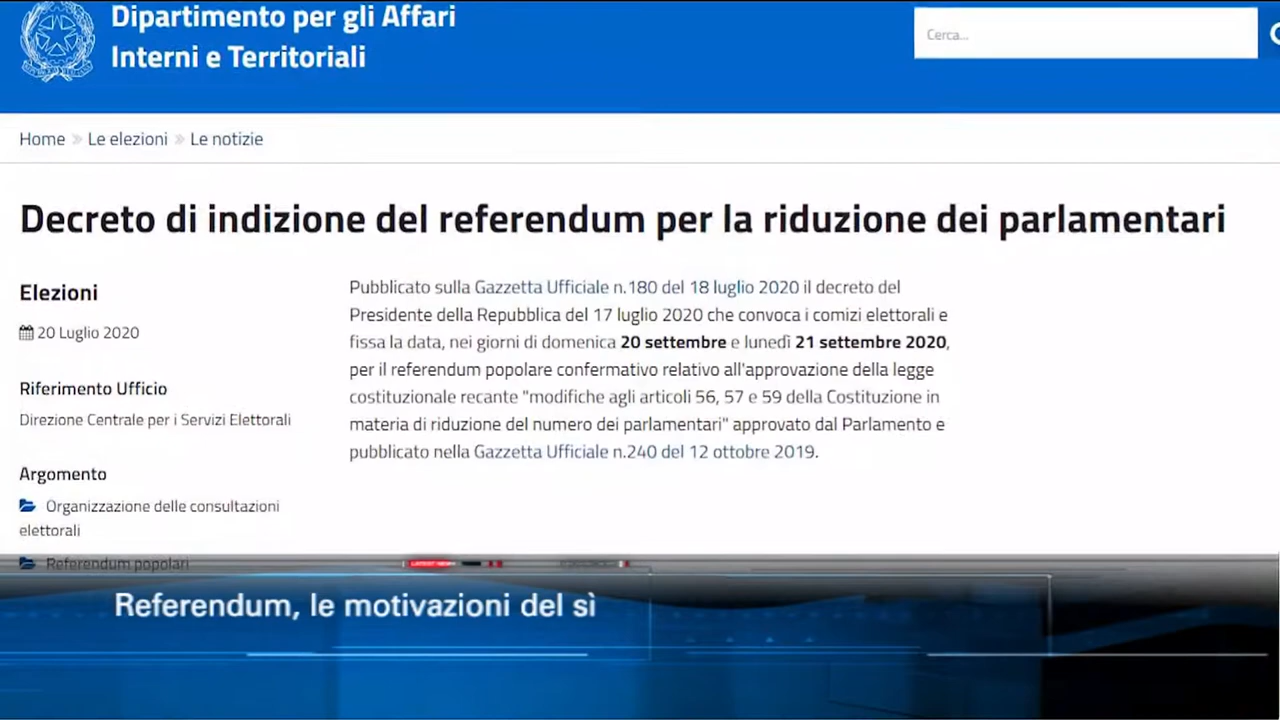 Dipartimento per gli Affari
Interni e Territoriali
Cerca...
Home » Le elezioni » Le notizie
Decreto di indizione del referendum per la riduzione dei parlamentari
Elezioni
20 Luglio 2020
Riferimento Ufficio
Direzione Centrale per i Servizi Elettorali
Argomento
Organizzazione delle consultazioni
elettorali
Referendum popolari
Pubblicato sulla Gazzetta Ufficiale n.180 del 18 luglio 2020 il decreto del
Presidente della Repubblica del 17 luglio 2020 che convoca i comizi elettorali e
fissa la data, nei giorni di domenica 20 settembre e lunedì 21 settembre 2020,
per il referendum popolare confermativo relativo all'approvazione della legge
costituzionale recante "modifiche agli articoli 56, 57 e 59 della Costituzione in
materia di riduzione del numero dei parlamentari" approvato dal Parlamento e
pubblicato nella Gazzetta Ufficiale n.240 del 12 ottobre 2019.
LATEST NEWS
Referendum, le motivazioni del sì